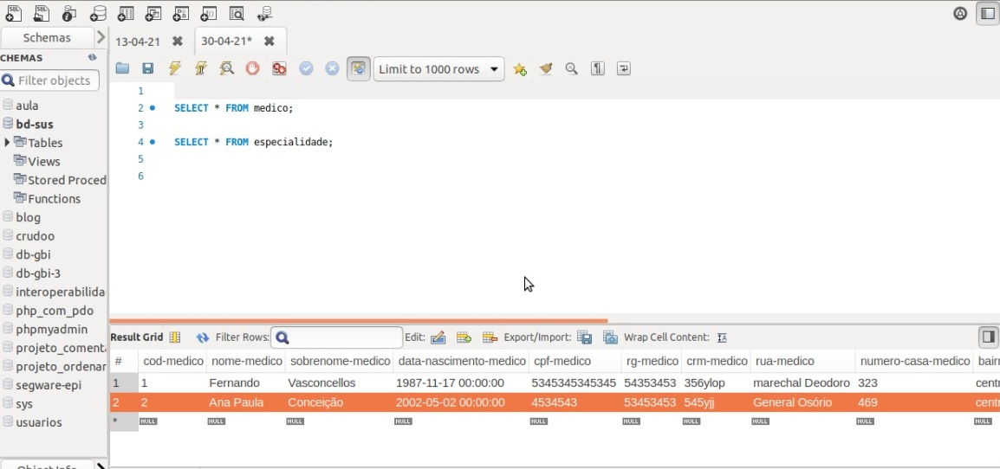 Schemas
13-04-21
30-04-21*
CHEMAS
Filter objects
Limit to 1000 rows
aula
bd-sus
Tables
Views
Stored Proced
Functions
blog
crudoo
db-gbi
db-gbi-3
interoperabilida
php_com_pdo
phpmyadmin
projeto_coment
projeto_ordenar
segware-epi
sys
usuarios
1
2 SELECT * FROM medico;
3
4 SELECT * FROM especialidade;
5
6
Result Grid Filter Rows: Edit: Export/Import: Wrap Cell Content:
# cod-medico nome-medico sobrenome-medico data-nascimento-medico cpf-medico rg-medico crm-medico rua-medico numero-casa-medico bairr
1 1 Fernando Vasconcellos 1987-11-17 00:00:00 5345345345345 54353453 356ylop marechal Deodoro 323 centr
2 2 Ana Paula Conceição 2002-05-02 00:00:00 4534543 53453453 545yjj General Osório 469 centr
* NULL NULL NULL NULL NULL NULL NULL NULL NULL NULL